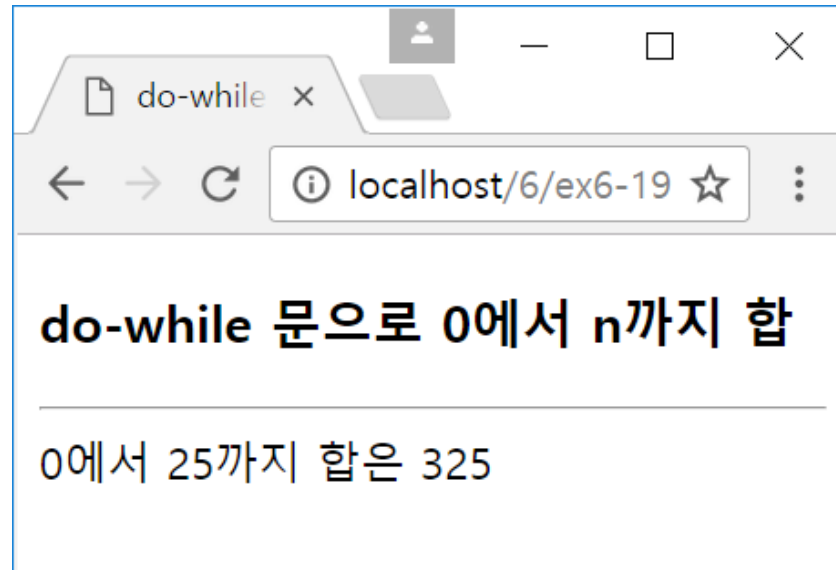 do-while
localhost/6/ex6-19
do-while 문으로 0에서 n까지 합
0에서 25까지 합은 325